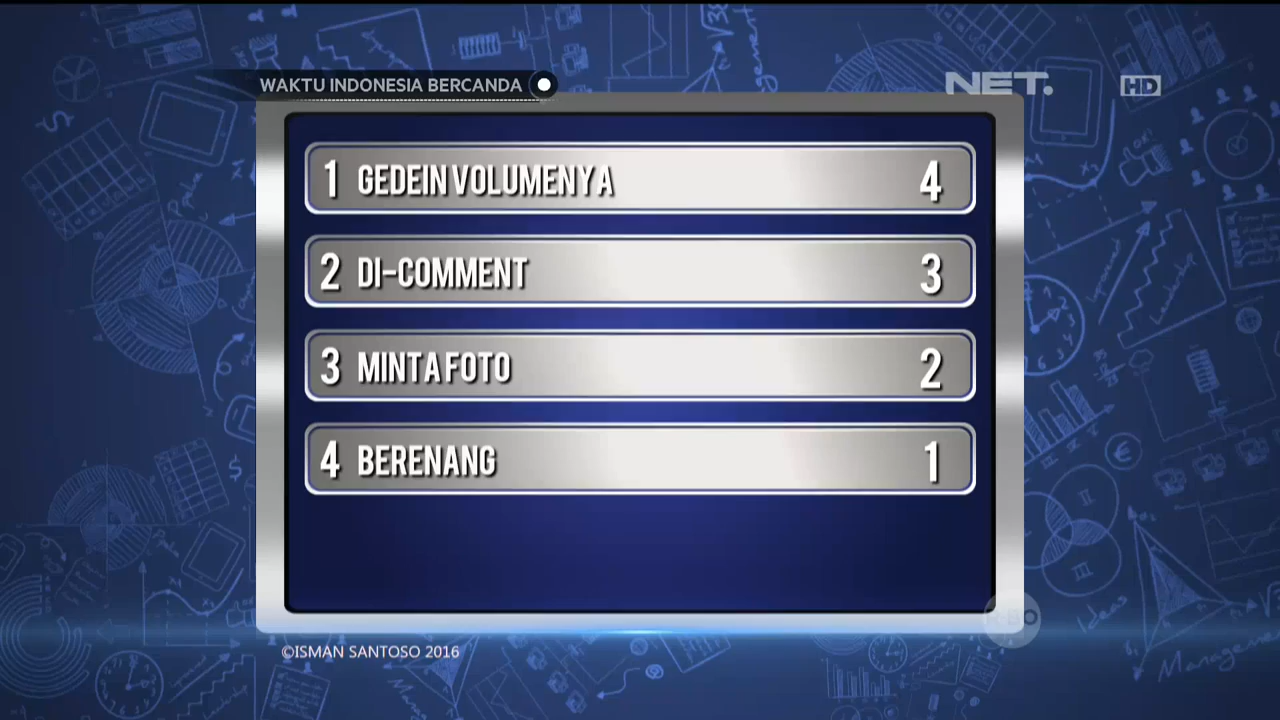 WAKTU INDONESIA BERCANDA
NET.
HD
1 GEDEIN VOLUMENYA 4
2 DI-COMMENT 3
3 MINTA FOTO 2
4 BERENANG 1
©ISMAN SANTOSO 2016